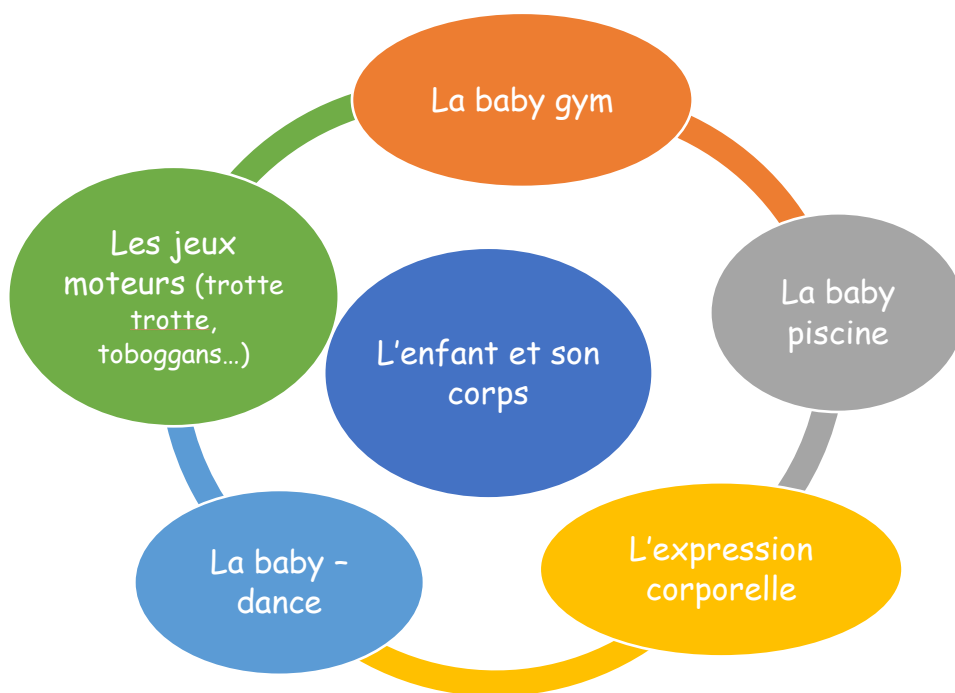 La baby gym
Les jeux
moteurs (trotte
trotte,
toboggans…)
La baby
piscine
L'enfant et son
corps
L'expression
corporelle
La baby –
dance